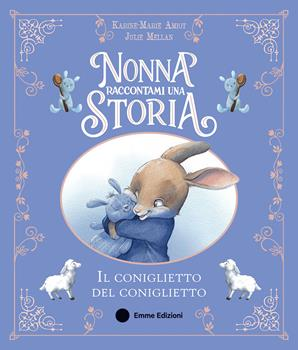 Karine-Marie Amiot
Julie Mellan
NONNA
RACCONTAMI UNA
STORIA
IL CONIGLIETTO
DEL CONIGLIETTO
Emme Edizioni